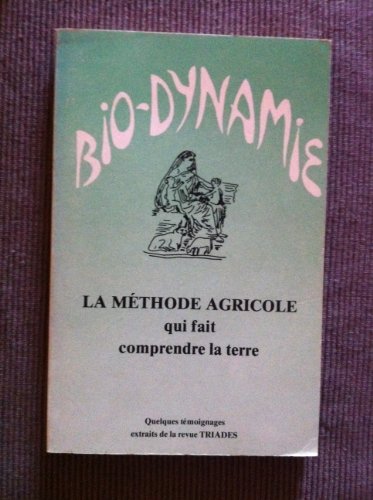 BiO-DYNAMiE
LA MÉTHODE AGRICOLE
qui fait
comprendre la terre
Quelques témoignages
extraits de la revue TRIADES